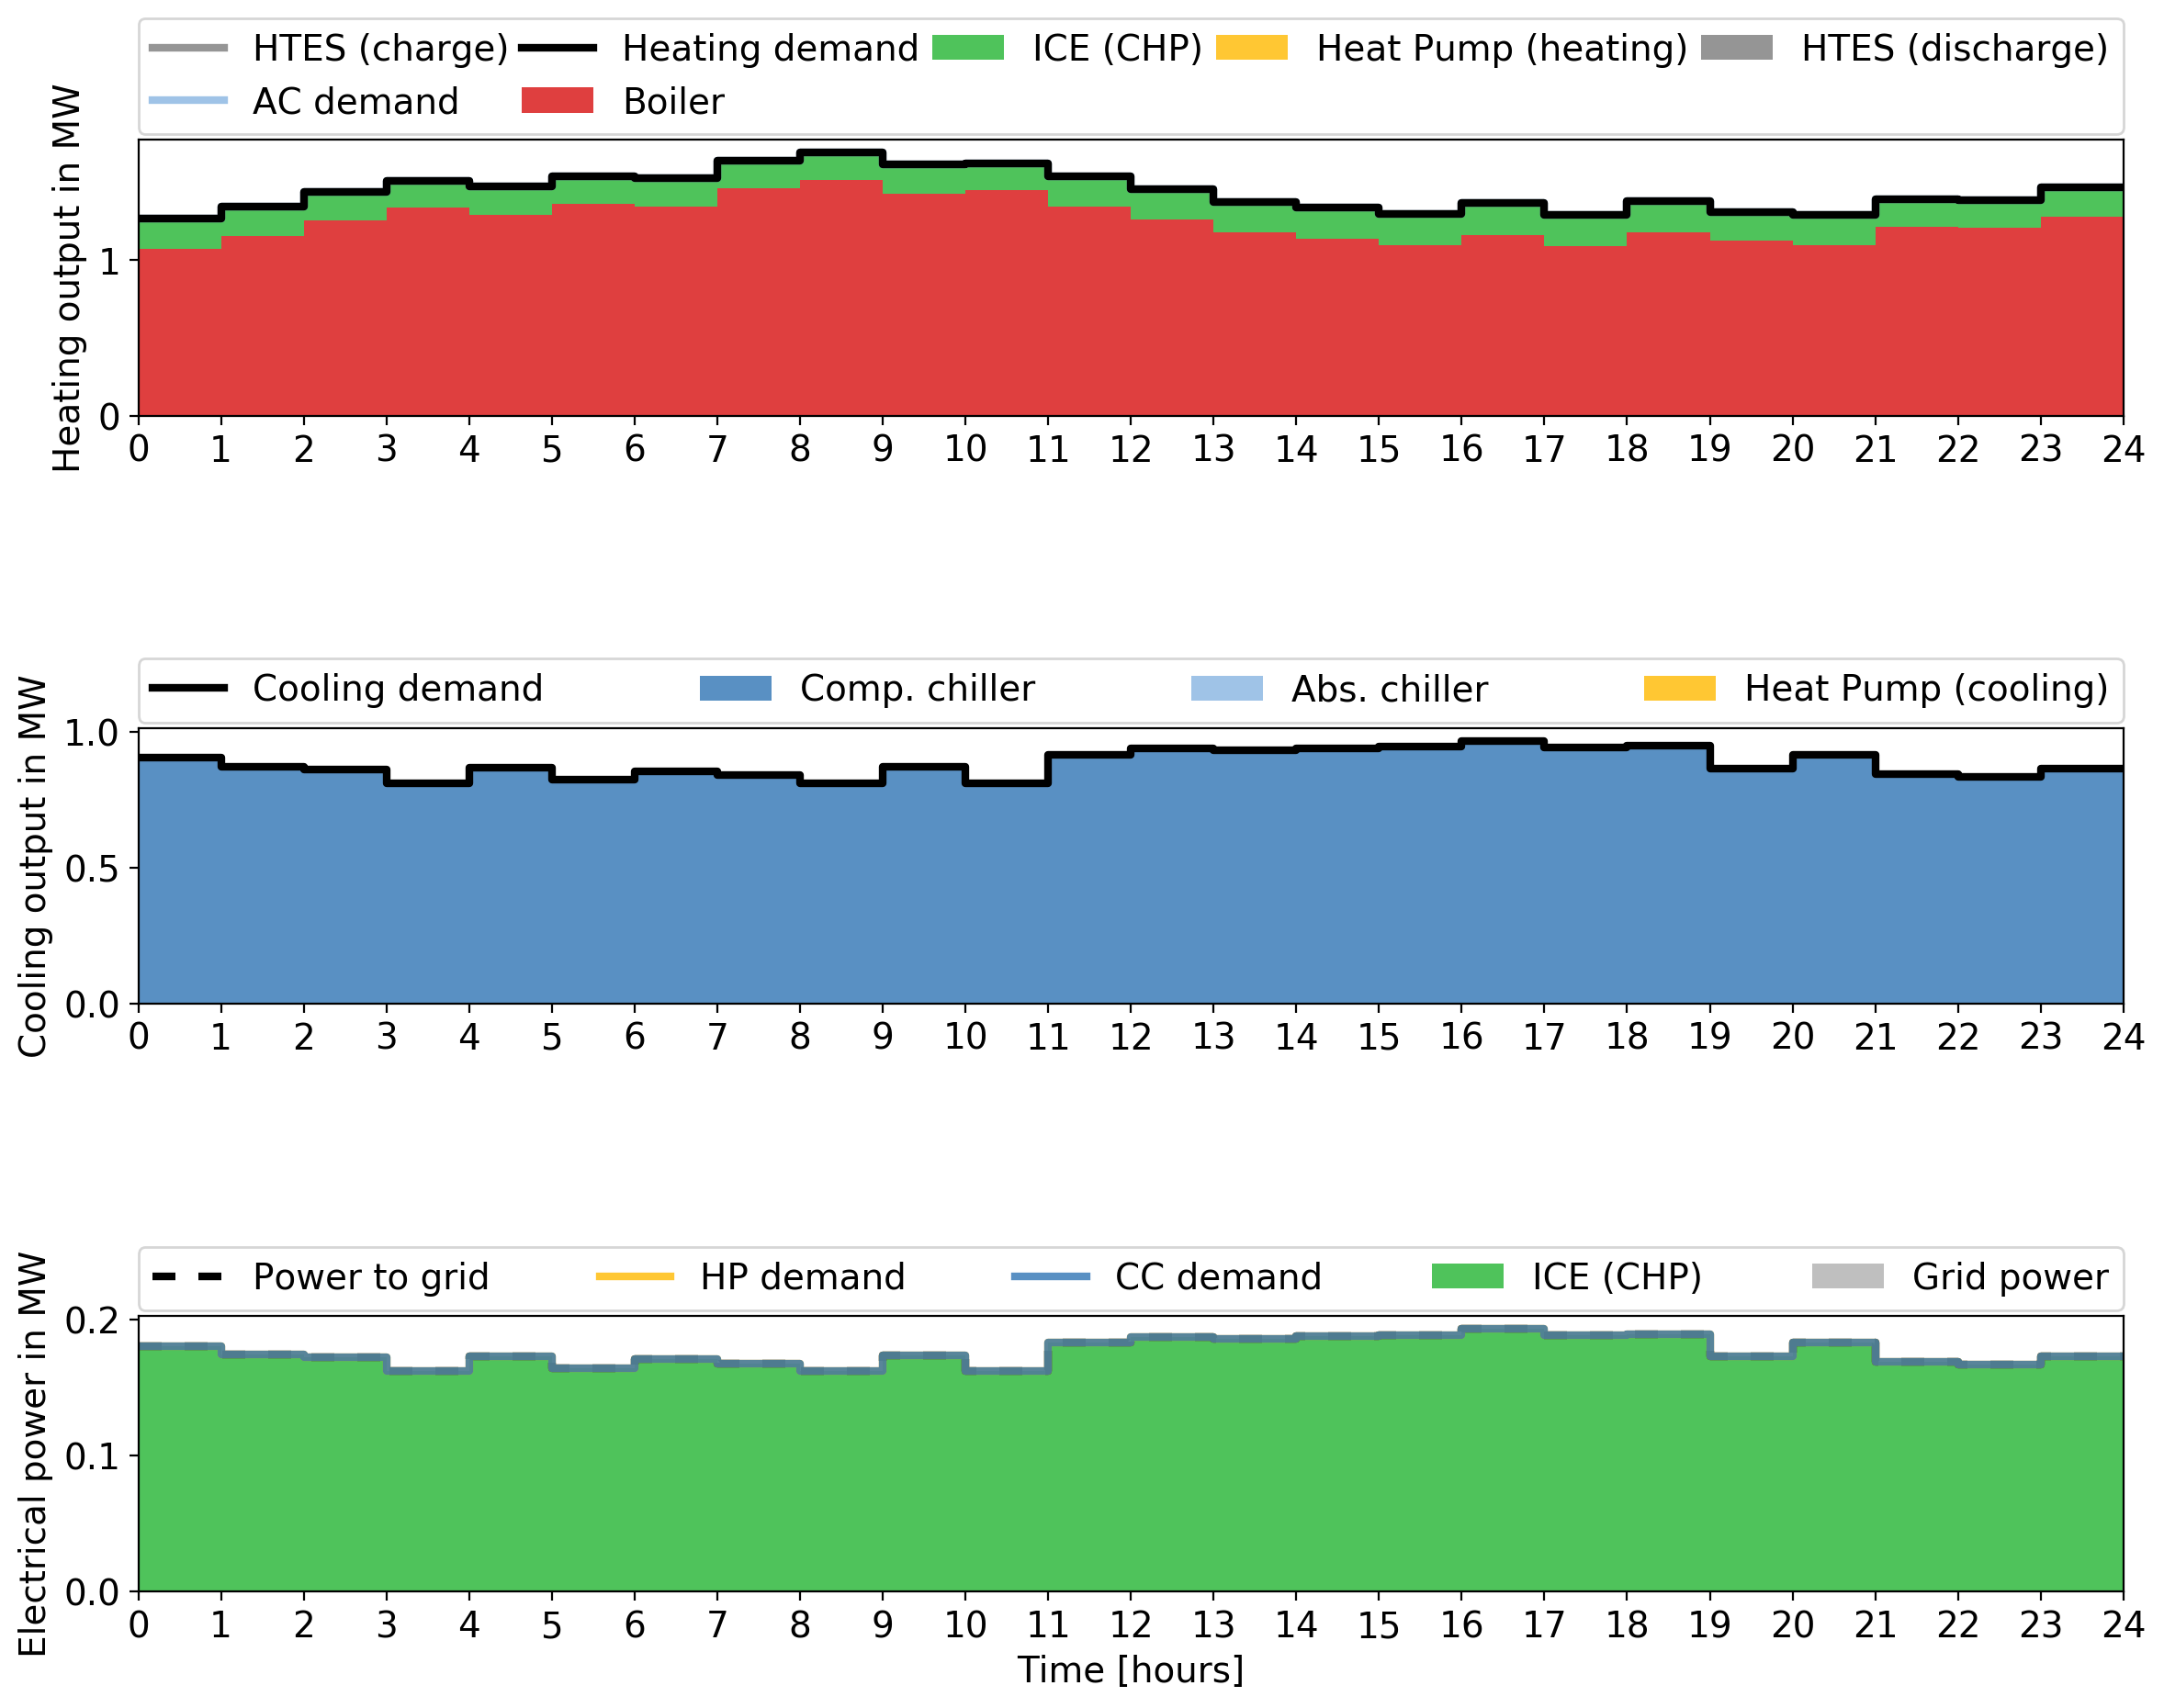 HTES (charge) Heating demand ICE (CHP) Heat Pump (heating) HTES (discharge)
AC demand Boiler
Heating output in MW
1
0
0 1 2 3 4 5 6 7 8 9 10 11 12 13 14 15 16 17 18 19 20 21 22 23 24
Cooling demand Comp. chiller Abs. chiller Heat Pump (cooling)
Cooling output in MW
1.0
0.5
0.0
0 1 2 3 4 5 6 7 8 9 10 11 12 13 14 15 16 17 18 19 20 21 22 23 24
Power to grid HP demand CC demand ICE (CHP) Grid power
Electrical power in MW
0.2
0.1
0.0
0 1 2 3 4 5 6 7 8 9 10 11 12 13 14 15 16 17 18 19 20 21 22 23 24
Time [hours]